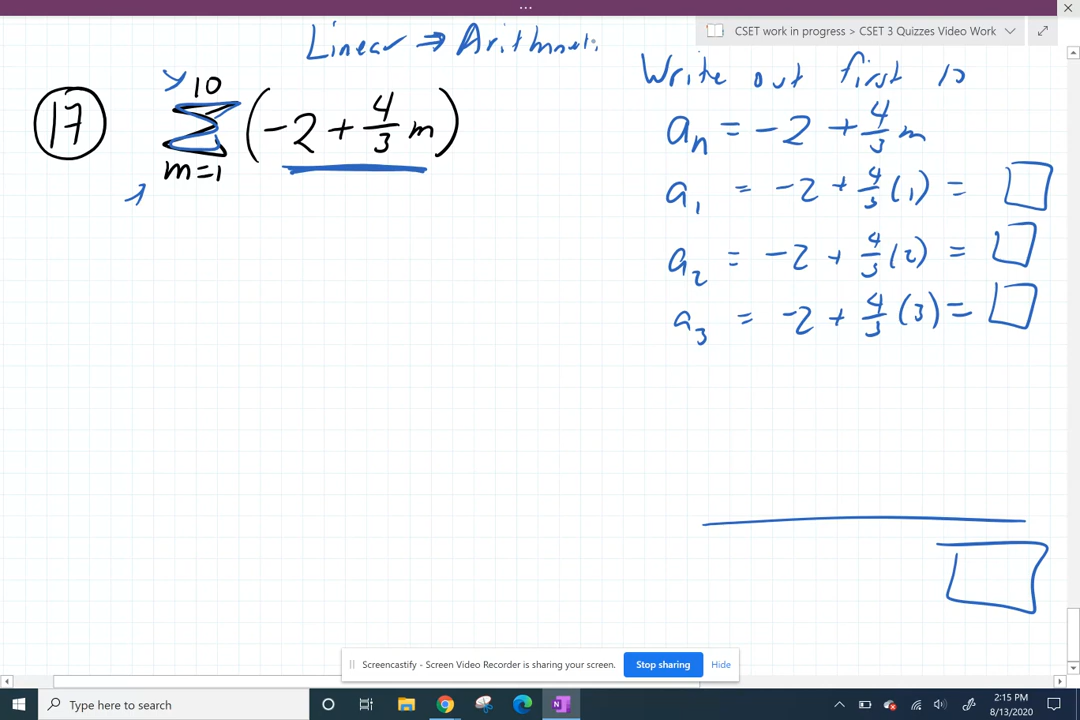 CSET work in progress > CSET 3 Quizzes Video Work
Linear ⇒ Arithmeti
Write out first 10
17
10
∑ (-2 + 4/3 m)
m=1
an = -2 + 4/3 m
a1 = -2 + 4/3 (1) = □
a2 = -2 + 4/3 (2) = □
a3 = -2 + 4/3 (3) = □
Screencastify - Screen Video Recorder is sharing your screen.
Stop sharing
Hide
Type here to search
2:15 PM
8/13/2020